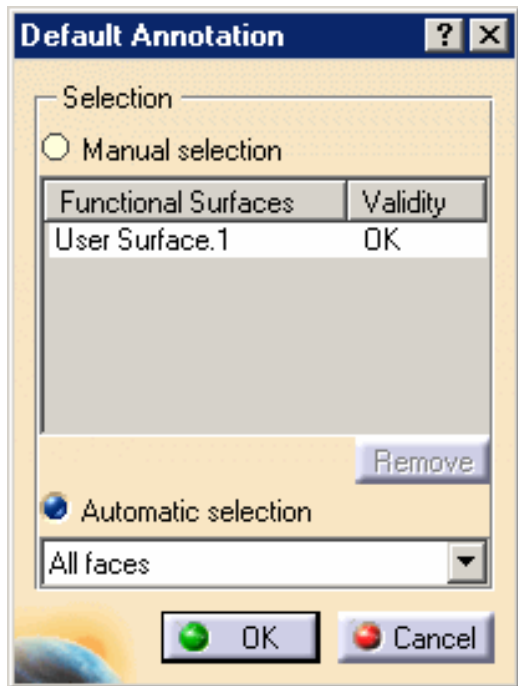 Default Annotation ? X
Selection
Manual selection
Functional Surfaces Validity
User Surface.1 OK
Remove
Automatic selection
All faces
OK Cancel